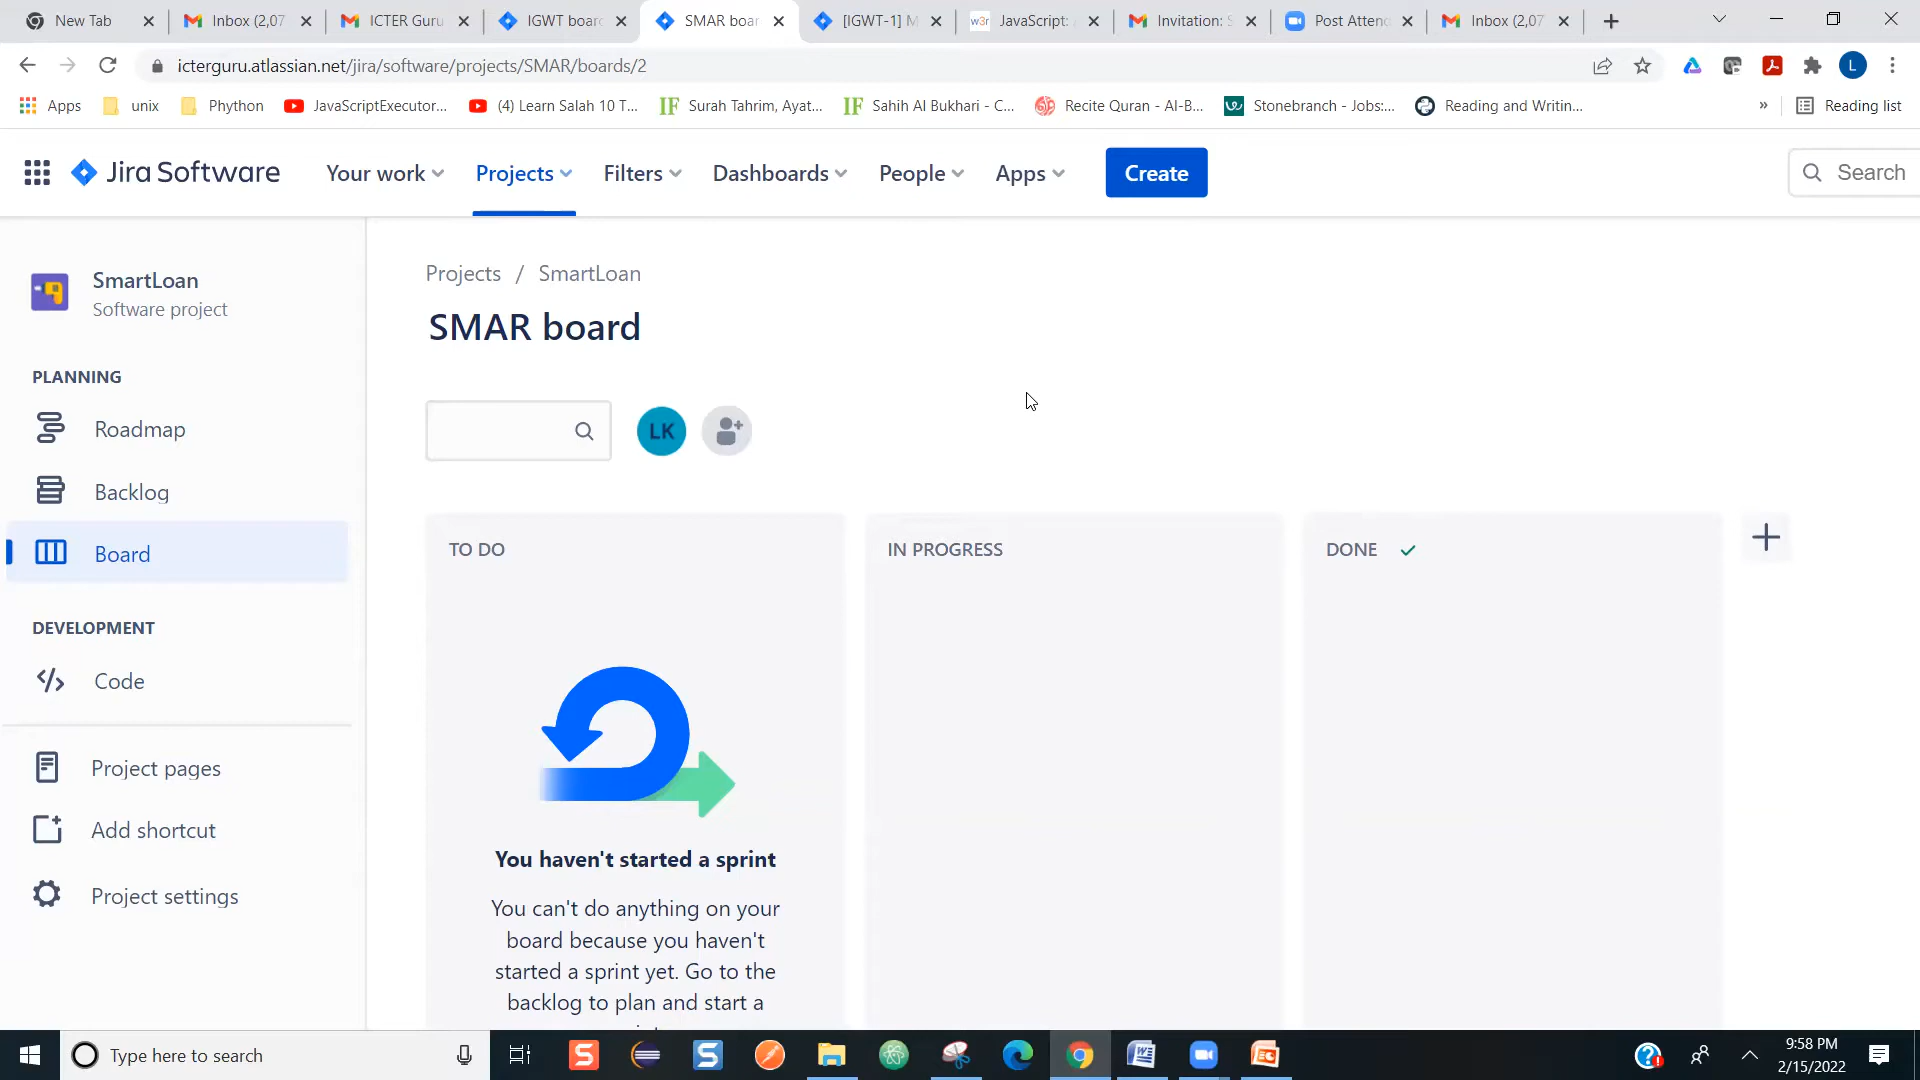 New Tab
Inbox (2,07
ICTER Guru
IGWT boar
SMAR boar
[IGWT-1] M
w3r JavaScript:
Invitation: S
Post Attend
Inbox (2,07
icterguru.atlassian.net/jira/software/projects/SMAR/boards/2
L
Apps
unix
Phython
JavaScriptExecutor...
(4) Learn Salah 10 T...
IF Surah Tahrim, Ayat...
IF Sahih Al Bukhari - C...
Recite Quran - Al-B...
Stonebranch - Jobs:...
Reading and Writin...
»
Reading list
Jira Software
Your work
Projects
Filters
Dashboards
People
Apps
Create
Search
SmartLoan
Software project
PLANNING
Roadmap
Backlog
Board
DEVELOPMENT
Code
Project pages
Add shortcut
Project settings
Projects / SmartLoan
SMAR board
LK
TO DO
IN PROGRESS
DONE
You haven't started a sprint
You can't do anything on your
board because you haven't
started a sprint yet. Go to the
backlog to plan and start a
Type here to search
9:58 PM
2/15/2022